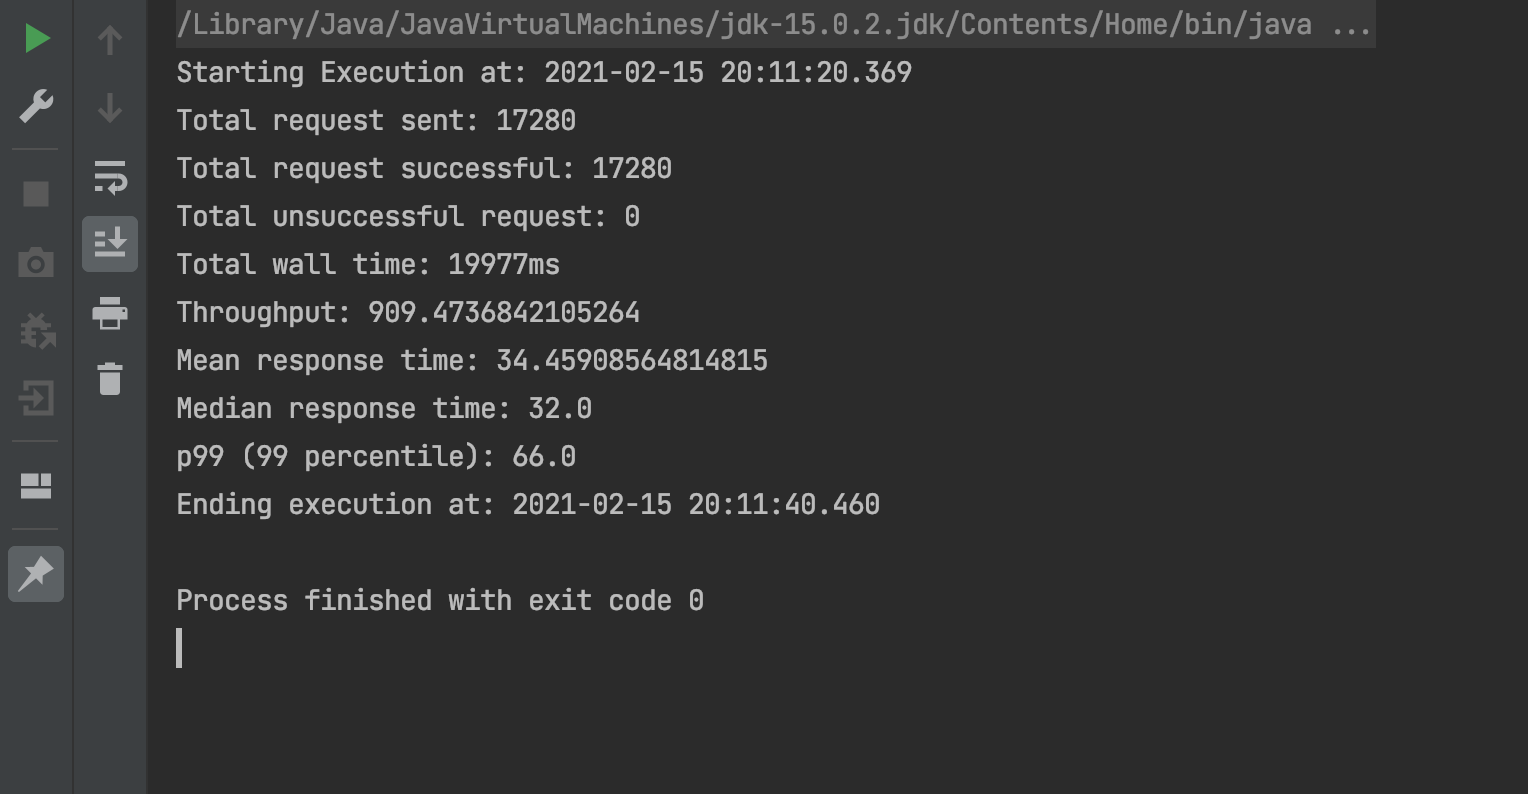 /Library/Java/JavaVirtualMachines/jdk-15.0.2.jdk/Contents/Home/bin/java ...
Starting Execution at: 2021-02-15 20:11:20.369
Total request sent: 17280
Total request successful: 17280
Total unsuccessful request: 0
Total wall time: 19977ms
Throughput: 909.4736842105264
Mean response time: 34.45908564814815
Median response time: 32.0
p99 (99 percentile): 66.0
Ending execution at: 2021-02-15 20:11:40.460
Process finished with exit code 0